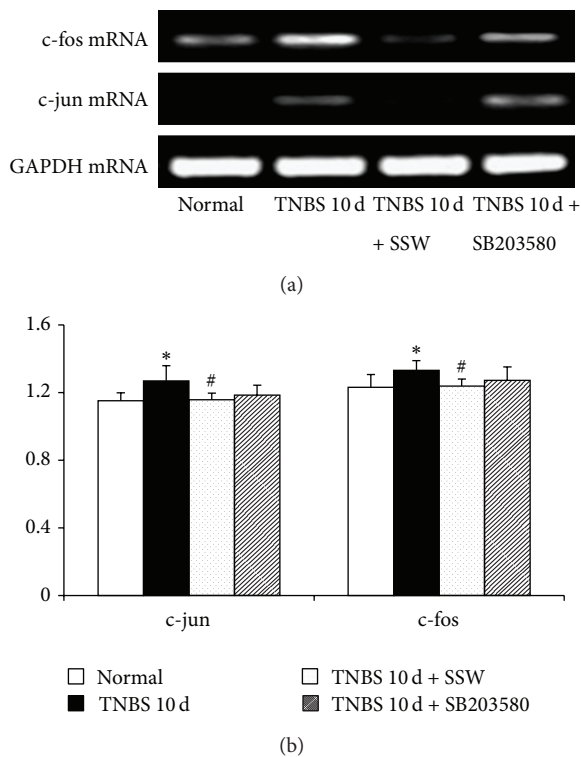 c-fos mRNA
c-jun mRNA
GAPDH mRNA
Normal TNBS 10 d TNBS 10 d TNBS 10 d +
+ SSW SB203580
(a)
1.6
* *
# #
1.2
0.8
0.4
0
c-jun c-fos
Normal TNBS 10 d + SSW
TNBS 10 d TNBS 10 d + SB203580
(b)